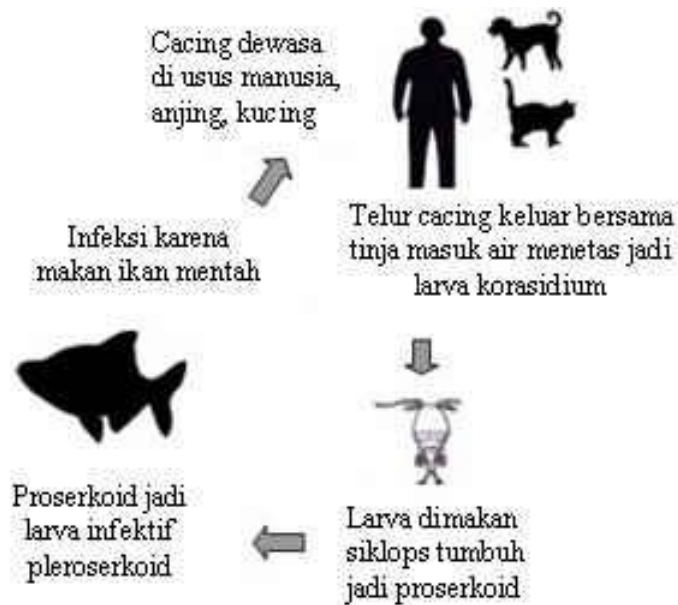 Cacing dewasa
di usus manusia,
anjing, kucing
Telur cacing keluar bersama
tinja masuk air menetas jadi
larva korasidium
Larva dimakan
siklops tumbuh
jadi proserkoid
Proserkoid jadi
larva infektif
pleroserkoid
Infeksi karena
makan ikan mentah